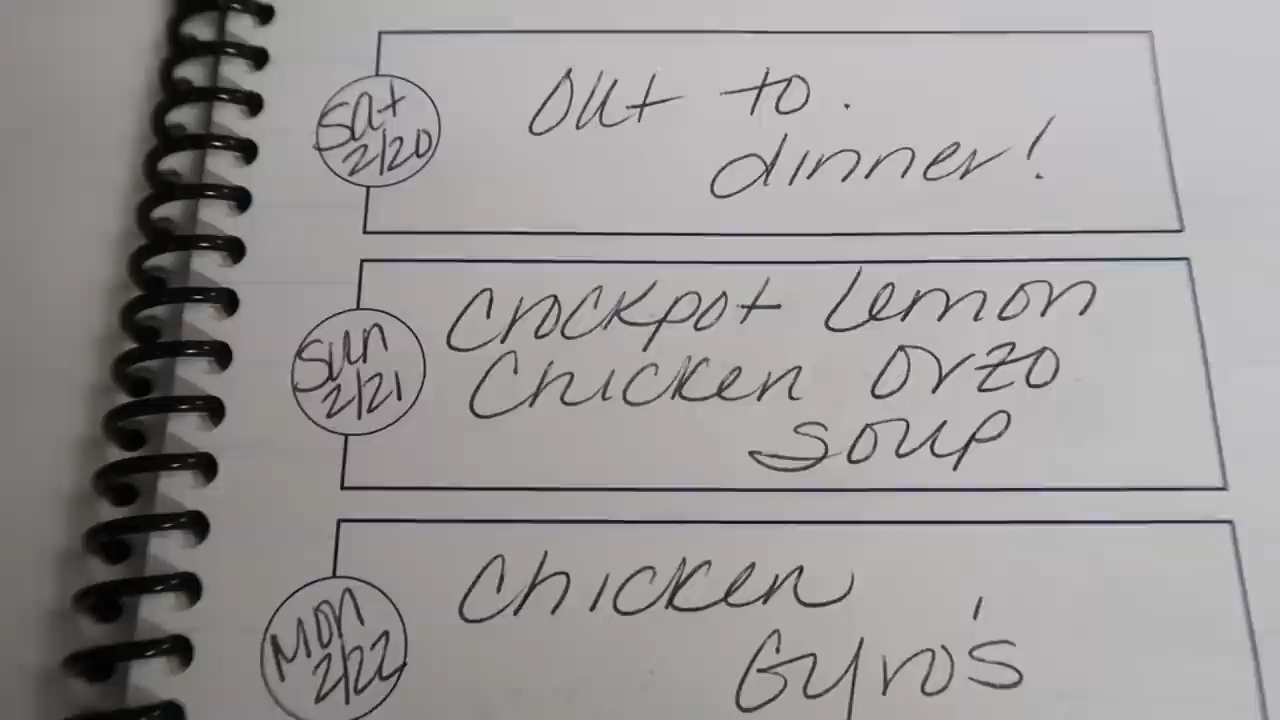 Sat
2/20
Out to.
dinner!
Sun
2/21
Crockpot Lemon
Chicken Orzo
Soup
Mon
2/22
Chicken
Gyro's